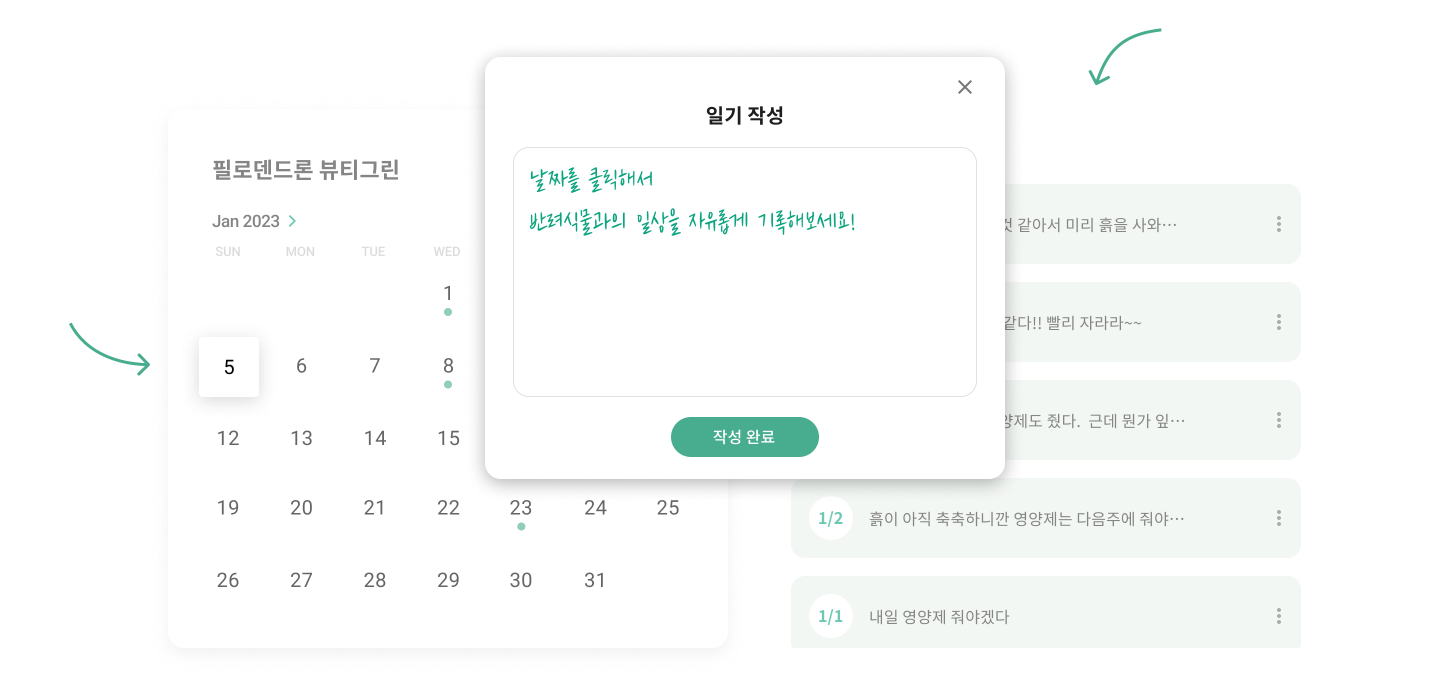 일기 작성
날짜를 클릭해서
반려식물과의 일상을 자유롭게 기록해보세요!
작성 완료
필로덴드론 뷰티그린
Jan 2023
SUN MON TUE WED
1
5 6 7 8
12 13 14 15
19 20 21 22 23 24 25
26 27 28 29 30 31
같아서 미리 흙을 사와…
같다!! 빨리 자라라~~
줬다. 근데 뭔가 잎…
1/2 흙이 아직 축축하니깐 영양제는 다음주에 줘야…
1/1 내일 영양제 줘야겠다